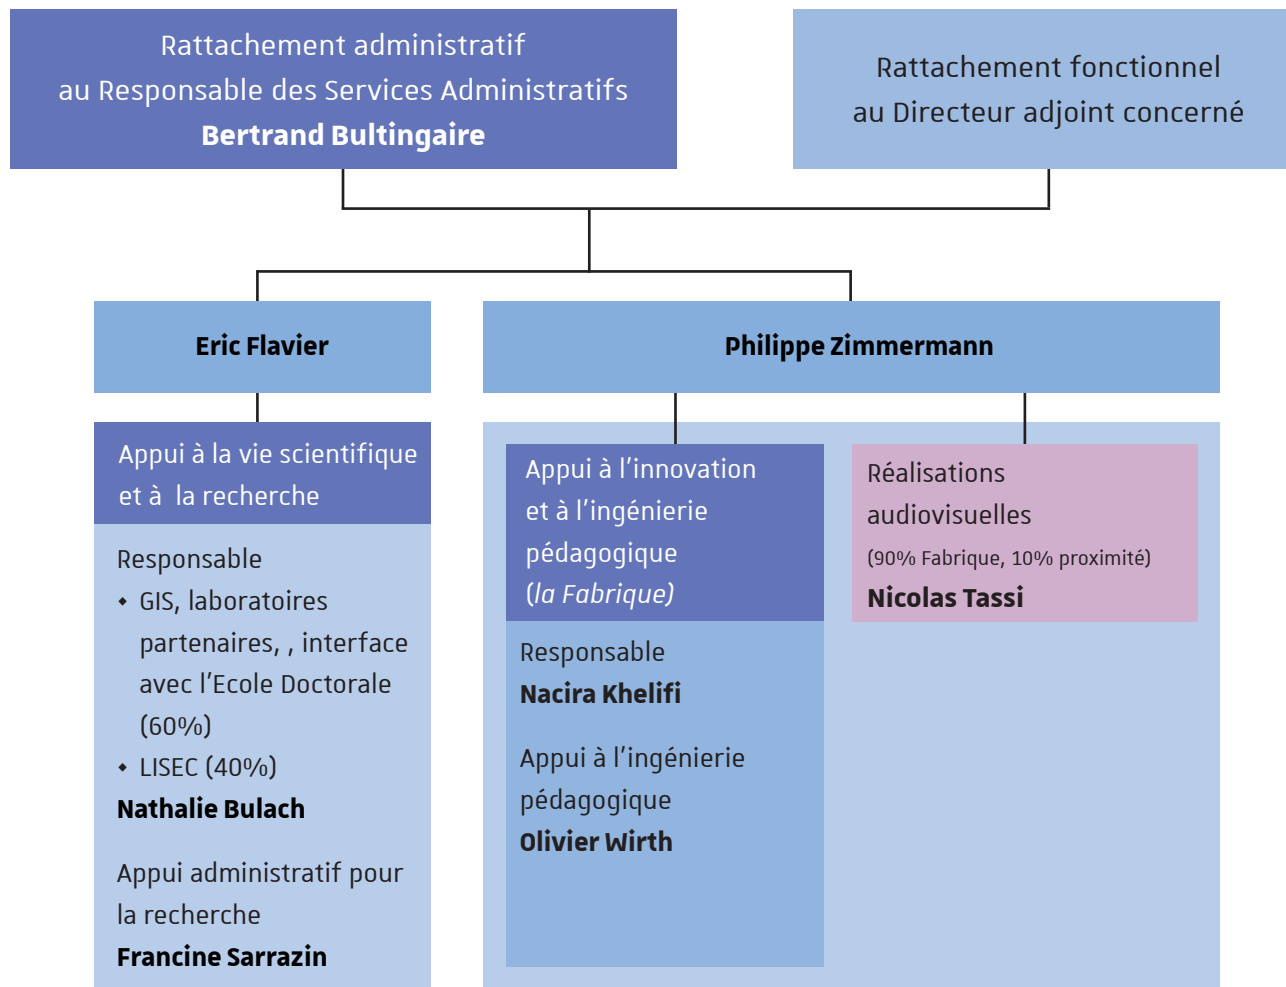 Rattachement administratif
au Responsable des Services Administratifs
Bertrand Bultingaire
Rattachement fonctionnel
au Directeur adjoint concerné
Eric Flavier
Philippe Zimmermann
Appui à la vie scientifique
et à  la recherche
Responsable
• GIS, laboratoires
partenaires, , interface
avec l'Ecole Doctorale
(60%)
• LISEC (40%)
Nathalie Bulach
Appui administratif pour
la recherche
Francine Sarrazin
Appui à l'innovation
et à l'ingénierie
pédagogique
(la Fabrique)
Responsable
Nacira Khelifi
Appui à l'ingénierie
pédagogique
Olivier Wirth
Réalisations
audiovisuelles
(90% Fabrique, 10% proximité)
Nicolas Tassi